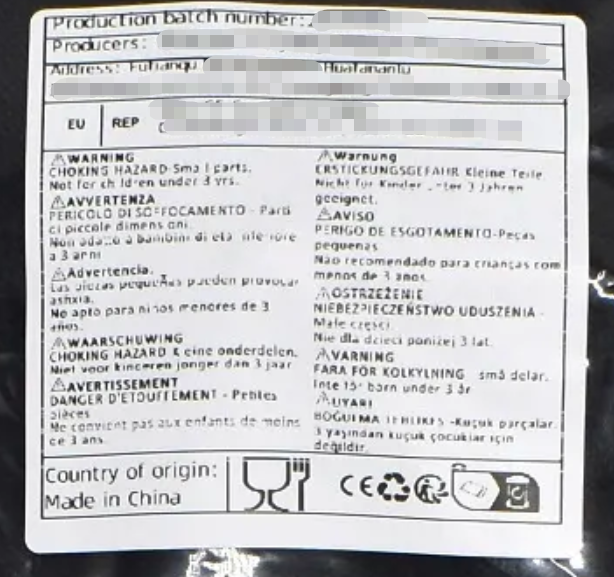 Production batch number:
Producers:
Address:
EU REP
⚠WARNING
CHOKING HAZARD-Small parts.
Not for children under 3 yrs.
⚠AVVERTENZA
PERICOLO DI SOFFOCAMENTO - Parti
di piccole dimensioni.
Non adatto a bambini di età inferiore
a 3 anni
⚠Advertencia.
Las piezas pequeñas pueden provocar
asfixia.
No apto para niños menores de 3
años.
⚠WAARSCHUWING
CHOKING HAZARD Kleine onderdelen.
Niet voor kinderen jonger dan 3 jaar
⚠AVERTISSEMENT
DANGER D'ETOUFFEMENT - Petites
pièces
Ne convient pas aux enfants de moins
de 3 ans.
⚠Warnung
ERSTICKUNGSGEFAHR Kleine Teile
Nicht für Kinder unter 3 Jahren
geeignet.
⚠AVISO
PERIGO DE ESGOTAMENTO-Peças
pequenas
Não recomendado para crianças com
menos de 3 anos.
⚠OSTRZEŻENIE
NIEBEZPIECZEŃSTWO UDUSZENIA -
Małe części.
Nie dla dzieci poniżej 3 lat.
⚠VARNING
FARA FÖR KOLKYLNING små delar.
Inte för barn under 3 år
⚠UYARI
BOĞULMA TEHLİKES -Küçük parçalar.
3 yaşından küçük çocuklar için
değildir.
Country of origin:
Made in China
CE